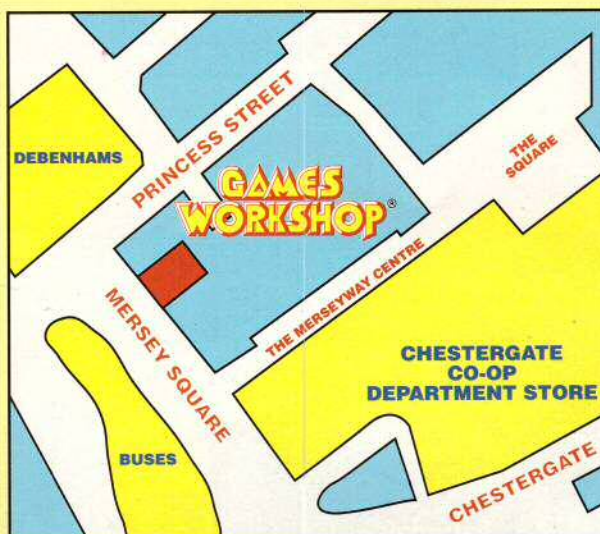 DEBENHAMS
PRINCESS STREET
THE
SQUARE
GAMES
WORKSHOP®
MERSEY SQUARE
THE MERSEYWAY CENTRE
CHESTERGATE
CO-OP
DEPARTMENT STORE
BUSES
CHESTERGATE